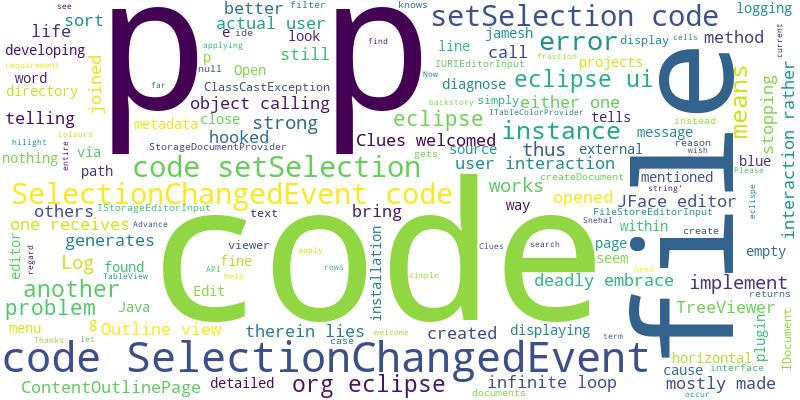 see
life
sort
developing
word
directory
telling
nothing
joined
metadata
p p
better
filter
knows
actual user
e ide
look
applying
still
p
null
Open
ClassCastException
object calling
close
strong
hooked
StorageDocumentProvider
via
path
find
far
setSelection code
logging
jamesh
error
display
cells
method
line
call
IURIEditorInput
projects
current
requirement
diagnose
eclipse ui
fraction
Now
either one
backstory
simply
ITableColorProvider
tells
instead
means
stopping
eclipse
instance
message
Clues welcomed
source
thus
external
reason
wish
hilight
colours
entire
code setSelection
gets
user interaction
blue
mentioned
Please
interaction rather
createDocument
string'
SelectionChangedEvent code
works
opened
JFace editor
eclispe
others
IStorageEditorInput
bring
way
FileStoreEditorInput
one receives
Advance
text
Clues
search
Snehal
create
within
editor
regard
generates
viewer
installation
page
seem
empty
Log
found
fine
API
apply
rows
code
file
deadly embrace
implement
another
ITableView
help
simple
need
returns
IDocument
problem
Java
Edit
created
TreeViewer
menu
g
Outline view
therein lies
displaying
plugin
Thanks
let
case
welcome
term
interface
code SelectionChangedEvent
cause
horizontal
documents
occur
ContentOutlinePage
detailed
org eclipse
infinite loop
mostly made